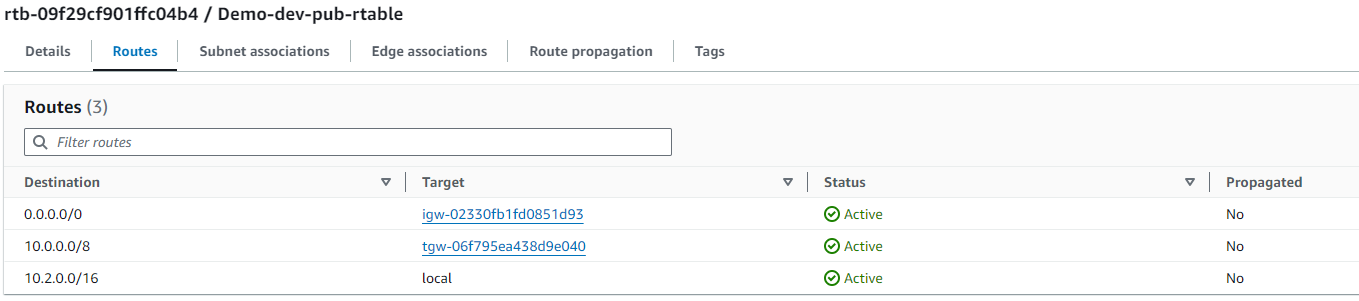 rtb-09f29cf901ffc04b4 / Demo-dev-pub-rtable
Details Routes Subnet associations Edge associations Route propagation Tags
Routes (3)
Filter routes
Destination Target Status Propagated
0.0.0.0/0 igw-02330fb1fd0851d93 Active No
10.0.0.0/8 tgw-06f795ea438d9e040 Active No
10.2.0.0/16 local Active No